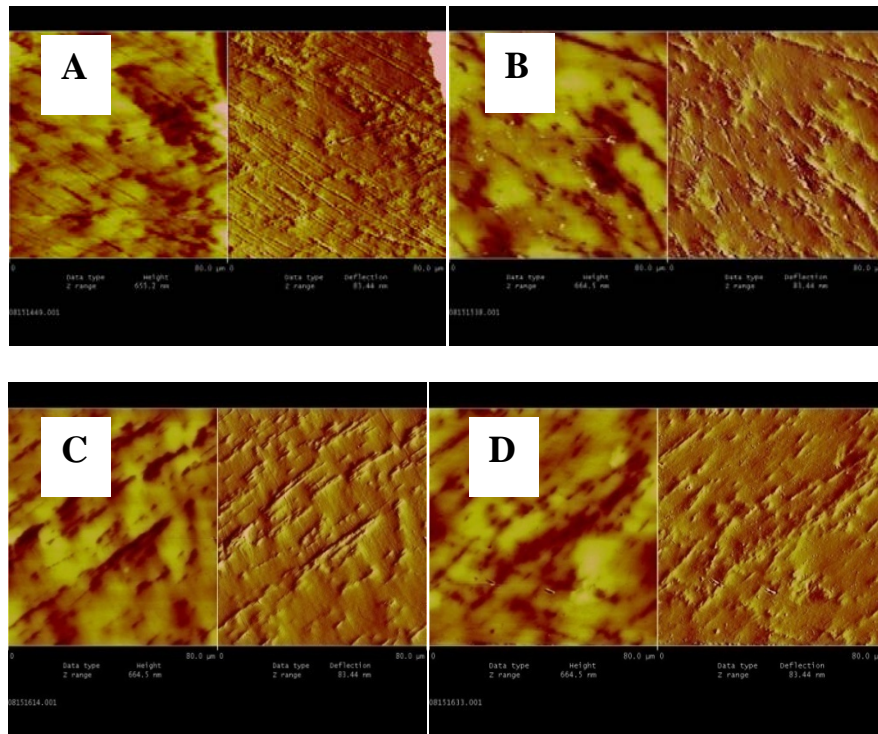 A
B
0 80.0 µm 0 80.0 µm
Data type Height Data type Deflection
Z range 655.2 nm Z range 83.44 nm
08151449.001
0 80.0 µm 0 80.0 µm
Data type Height Data type Deflection
Z range 664.5 nm Z range 83.44 nm
08151538.001
C
D
0 80.0 µm 0 80.0 µm
Data type Height Data type Deflection
Z range 664.5 nm Z range 83.44 nm
08151614.001
0 80.0 µm 0 80.0 µm
Data type Height Data type Deflection
Z range 664.5 nm Z range 83.44 nm
08151633.001